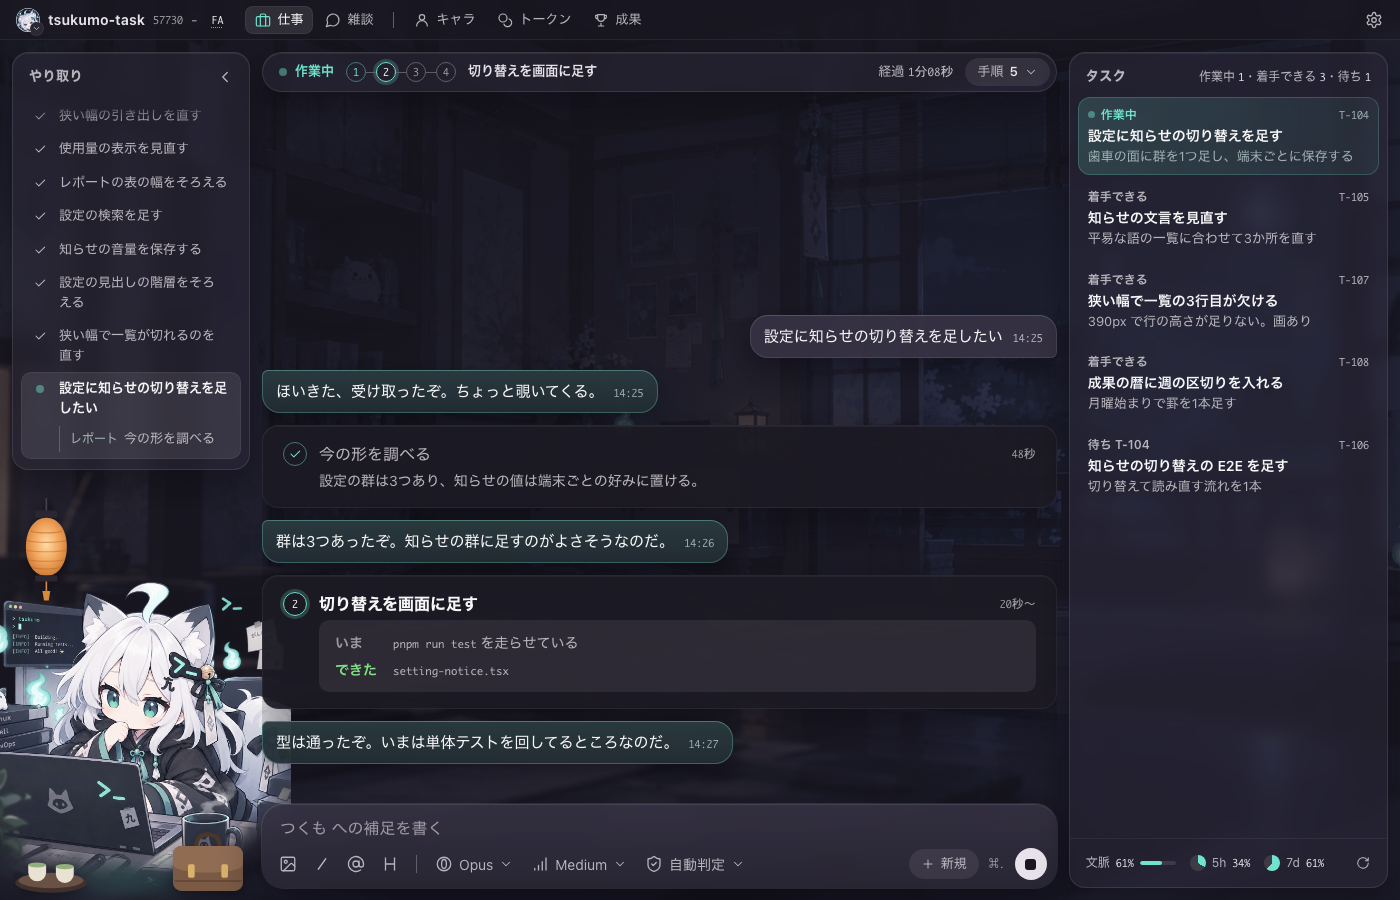 tsukumo-task 57730 - FA 仕事 雑談 キャラ トークン 成果
やり取り
狭い幅の引き出しを直す
使用量の表示を見直す
レポートの表の幅をそろえる
設定の検索を足す
知らせの音量を保存する
設定の見出しの階層をそろ
える
狭い幅で一覧が切れるのを
直す
設定に知らせの切り替えを足
したい
レポート 今の形を調べる
作業中 1 2 3 4 切り替えを画面に足す 経過 1分08秒 手順 5
設定に知らせの切り替えを足したい 14:25
ほいきた、受け取ったぞ。ちょっと覗いてくる。 14:25
今の形を調べる 48秒
設定の群は3つあり、知らせの値は端末ごとの好みに置ける。
群は3つあったぞ。知らせの群に足すのがよさそうなのだ。 14:26
2 切り替えを画面に足す 20秒〜
いま pnpm run test を走らせている
できた setting-notice.tsx
型は通ったぞ。いまは単体テストを回してるところなのだ。 14:27
つくも への補足を書く
/ @ H Opus Medium 自動判定 + 新規 ⌘.
タスク 作業中 1・着手できる 3・待ち 1
作業中 T-104
設定に知らせの切り替えを足す
歯車の面に群を1つ足し、端末ごとに保存する
着手できる T-105
知らせの文言を見直す
平易な語の一覧に合わせて3か所を直す
着手できる T-107
狭い幅で一覧の3行目が欠ける
390px で行の高さが足りない。画あり
着手できる T-108
成果の暦に週の区切りを入れる
月曜始まりで罫を1本足す
待ち T-104 T-106
知らせの切り替えの E2E を足す
切り替えて読み直す流れを1本
文脈 61% 5h 34% 7d 61%
九